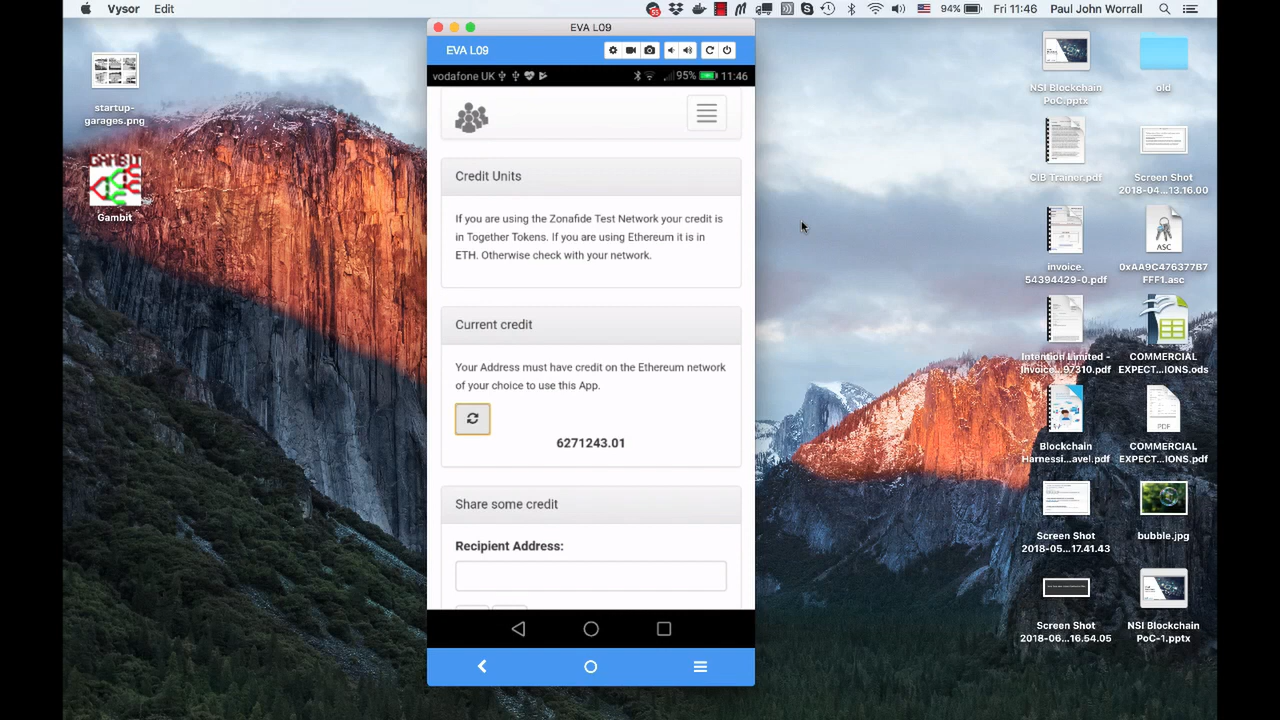 Vysor Edit
94% Fri 11:46 Paul John Worrall
startup-
garages.png
GAMBIT
Gambit
EVA L09
EVA L09
vodafone UK 95% 11:46
Credit Units
If you are using the Zonafide Test Network your credit is
in Together Tokens. If you are using Ethereum it is in
ETH. Otherwise check with your network.
Current credit
Your Address must have credit on the Ethereum network
of your choice to use this App.
6271243.01
Share some credit
Recipient Address:
NSI Blockchain
PoC.pptx
old
CIB Trainer.pdf
Screen Shot
2018-04...13.16.00
invoice.
54394429-0.pdf
ASC
0xAA9C476377B7
FFF1.asc
Intention Limited -
Invoice...97310.pdf
COMMERCIAL
EXPECT...IONS.ods
Blockchain
Harnessi...avel.pdf
PDF
COMMERCIAL
EXPECT...IONS.pdf
Screen Shot
2018-05...17.41.43
bubble.jpg
Screen Shot
2018-06...16.54.05
NSI Blockchain
PoC-1.pptx